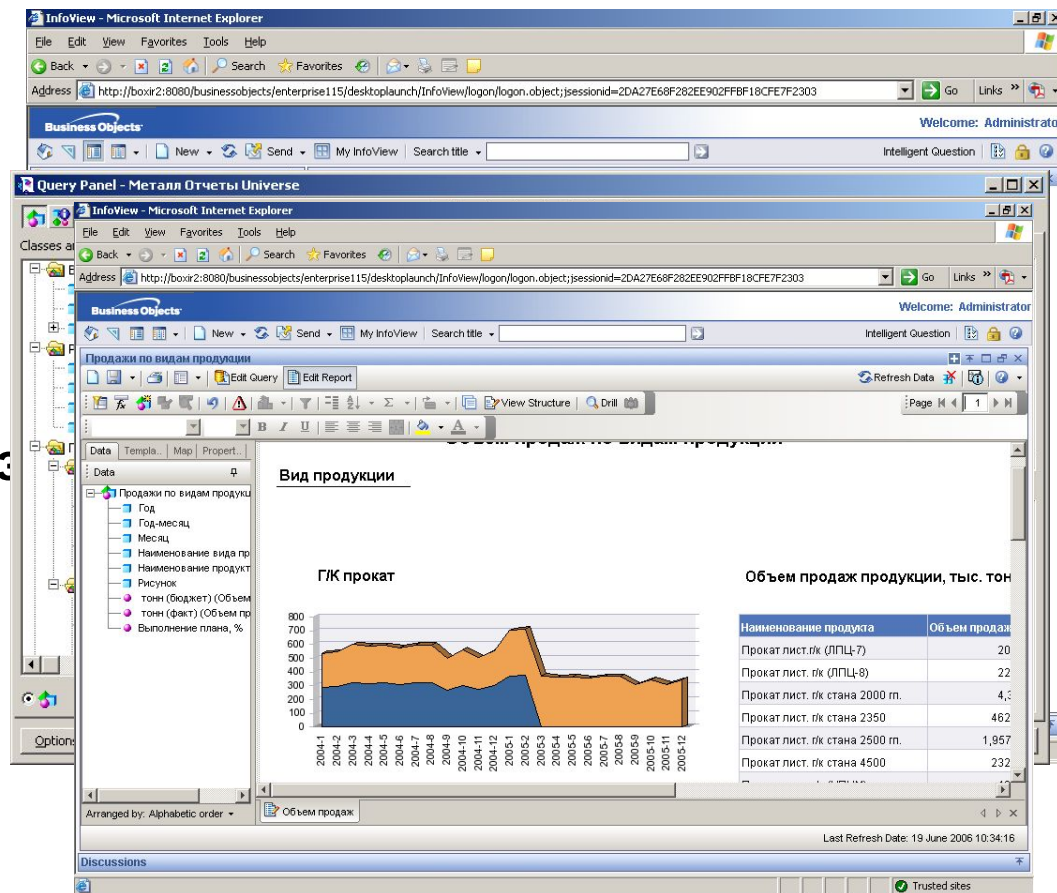 InfoView - Microsoft Internet Explorer
File Edit View Favorites Tools Help
Back Search Favorites
Address http://boxir2:8080/businessobjects/enterprise115/desktoplaunch/InfoView/logon/logon.object;jsessionid=2DA27E68F282EE902FFBF18CFE7F2303 Go Links »
Business Objects Welcome: Administrato
New Send My InfoView Search title Intelligent Question
Query Panel - Металл Отчеты Universe
Classes a
Options
InfoView - Microsoft Internet Explorer
File Edit View Favorites Tools Help
Back Search Favorites
Address http://boxir2:8080/businessobjects/enterprise115/desktoplaunch/InfoView/logon/logon.object;jsessionid=2DA27E68F282EE902FFBF18CFE7F2303 Go Links »
Business Objects Welcome: Administrator
New Send My InfoView Search title Intelligent Question
Продажи по видам продукции
Edit Query Edit Report Refresh Data
View Structure Drill Page 1
B I U A
Data Templa.. Map Propert..
Data
Продажи по видам продукц
Год
Год-месяц
Месяц
Наименование вида пр
Наименование продукт
Рисунок
тонн (бюджет) (Объем
тонн (факт) (Объем пр
Выполнение плана, %
Arranged by: Alphabetic order
Объем продаж по видам продукции
Вид продукции
Г/К прокат
800
700
600
500
400
300
200
100
0
2004-1 2004-2 2004-3 2004-4 2004-5 2004-6 2004-7 2004-8 2004-9 2004-10 2004-11 2004-12 2005-1 2005-2 2005-3 2005-4 2005-5 2005-6 2005-7 2005-8 2005-9 2005-10 2005-11 2005-12
Объем продаж продукции, тыс. тон
Наименование продукта Объем продаж
Прокат лист.г/к (ЛПЦ-7) 20
Прокат лист. г/к (ЛПЦ-8) 22
Прокат лист. г/к стана 2000 гп. 4,3
Прокат лист. г/к стана 2350 462
Прокат лист. г/к стана 2500 гп. 1,957
Прокат лист. г/к стана 4500 232
Объем продаж
Last Refresh Date: 19 June 2006 10:34:16
Discussions
Trusted sites